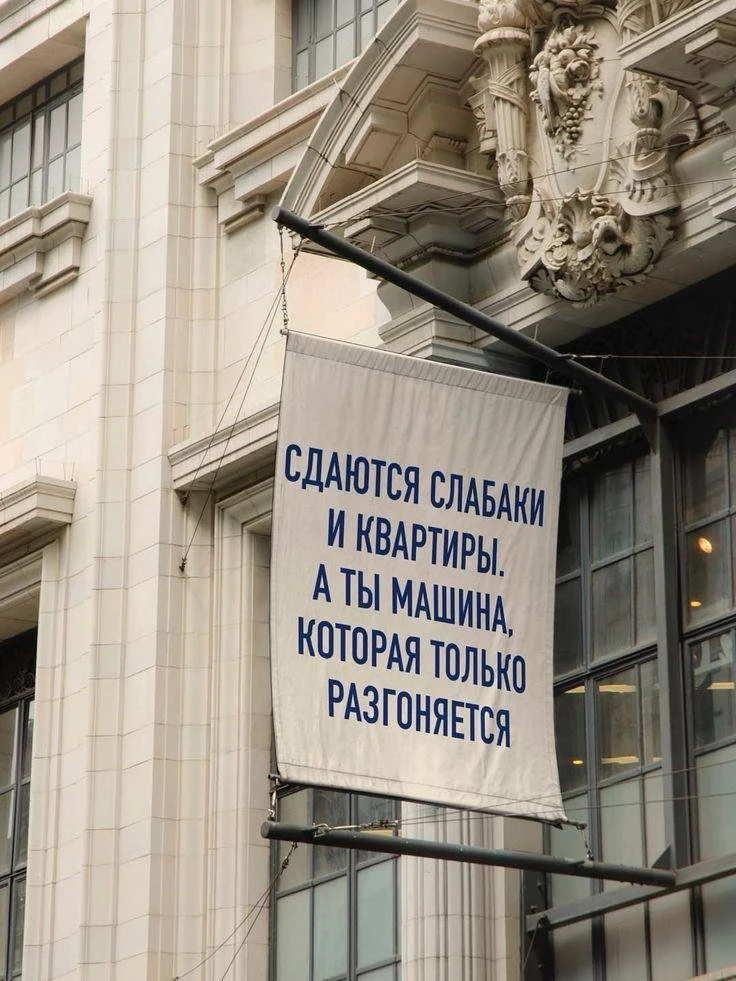 СДАЮТСЯ СЛАБАКИ
И КВАРТИРЫ.
А ТЫ МАШИНА,
КОТОРАЯ ТОЛЬКО
РАЗГОНЯЕТСЯ